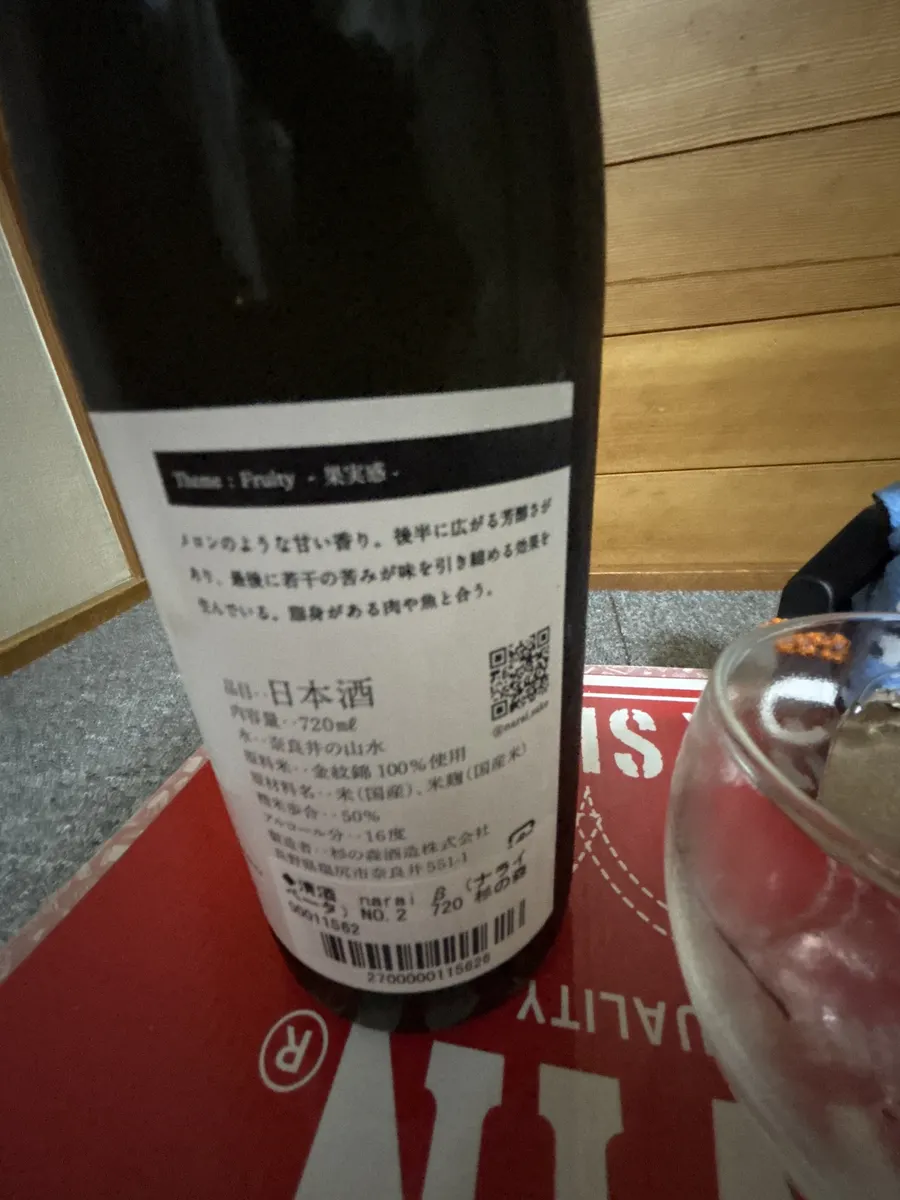 Theme : Fruity - 果実感 -
メロンのような甘い香り。後半に広がる芳醇さが
あり、最後に若干の苦みが味を引き締める効果を
生んでいる。脂身がある肉や魚と合う。
品目‥日本酒
内容量‥720㎖
水‥奈良井の山水
原料米‥金紋錦100%使用
原材料名‥米(国産)、米麹(国産米)
精米歩合‥50%
アルコール分‥16度
製造者‥杉の森酒造株式会社
長野県塩尻市奈良井551-1
@narai.sake
◆清酒 narai β (ナライ
ベータ) NO.2 720 杉の森
00011562
2700000115626
SI
QUALITY
®